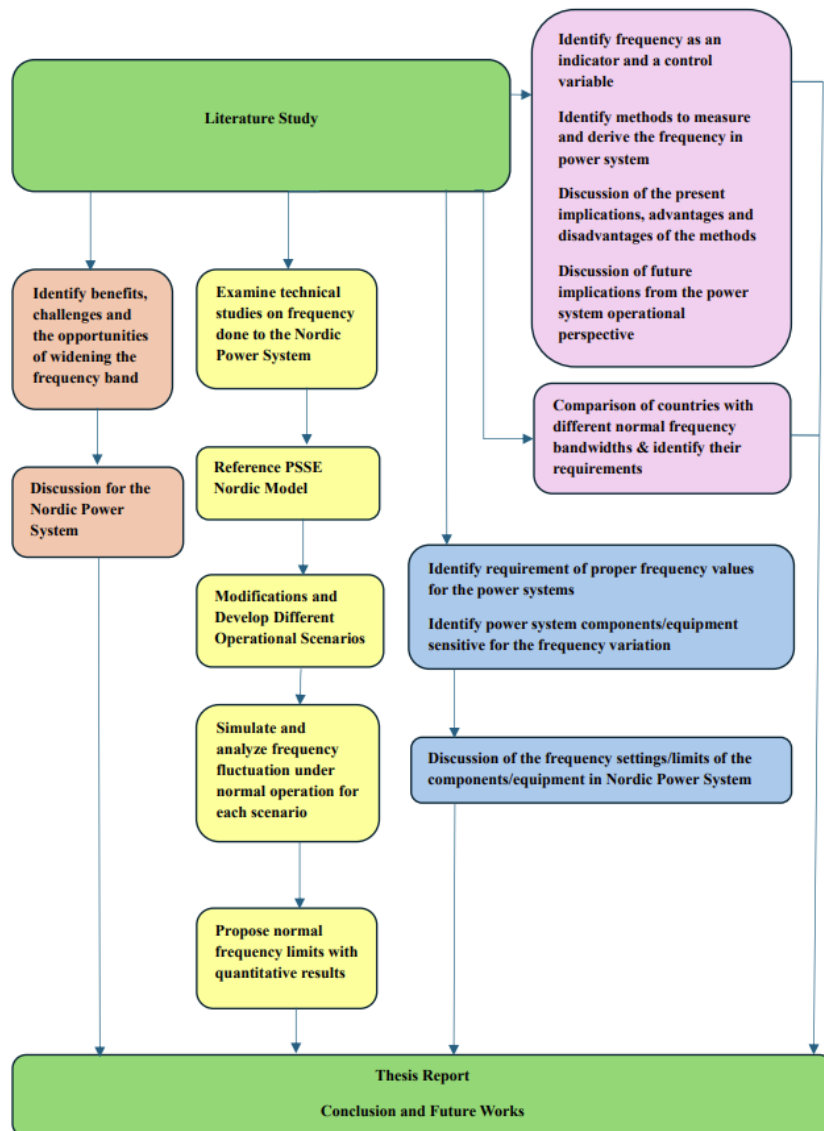 Literature Study
Identify frequency as an
indicator and a control
variable
Identify methods to measure
and derive the frequency in
power system
Discussion of the present
implications, advantages and
disadvantages of the methods
Discussion of future
implications from the power
system operational
perspective
Identify benefits,
challenges and
the opportunities
of widening the
frequency band
Examine technical
studies on frequency
done to the Nordic
Power System
Comparison of countries with
different normal frequency
bandwidths & identify their
requirements
Discussion for the
Nordic Power
System
Reference PSSE
Nordic Model
Modifications and
Develop Different
Operational Scenarios
Identify requirement of proper frequency values
for the power systems
Identify power system components/equipment
sensitive for the frequency variation
Simulate and
analyze frequency
fluctuation under
normal operation for
each scenario
Discussion of the frequency settings/limits of the
components/equipment in Nordic Power System
Propose normal
frequency limits with
quantitative results
Thesis Report
Conclusion and Future Works